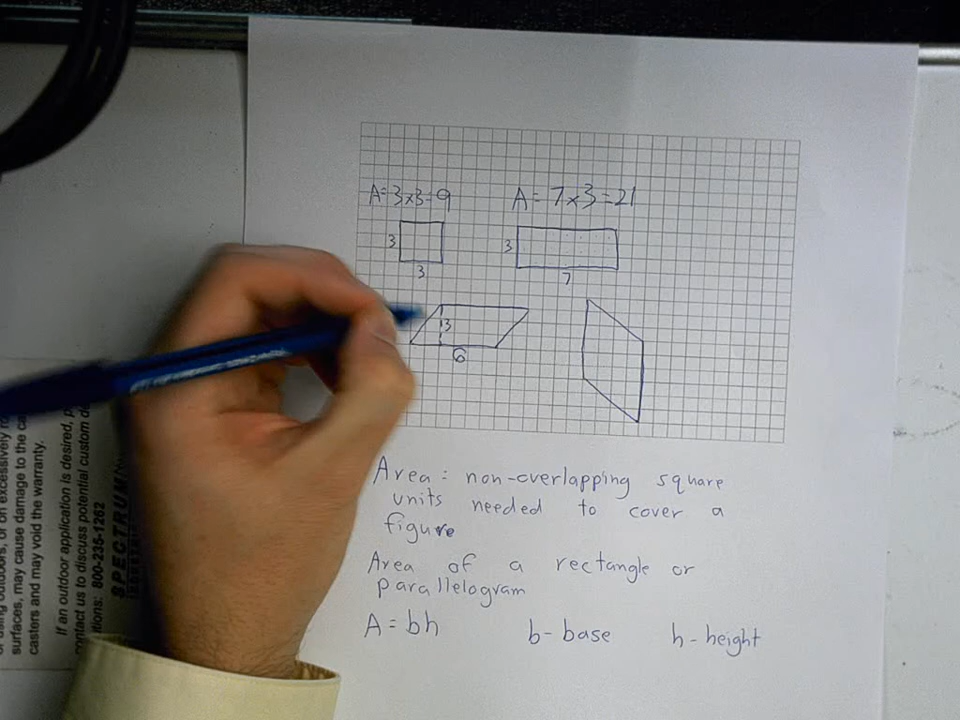 A=3x3=9
A=7x3=21
3
3
3
7
3
6
Area: non-overlapping square
units needed to cover a
figure
Area of a rectangle or
parallelogram
A=bh b-base h-height
surfaces, may cause damage to the
casters and may void the warranty.
If an outdoor application is desired,
contact us to discuss potential custom
800-235-1262
SPECTRUM